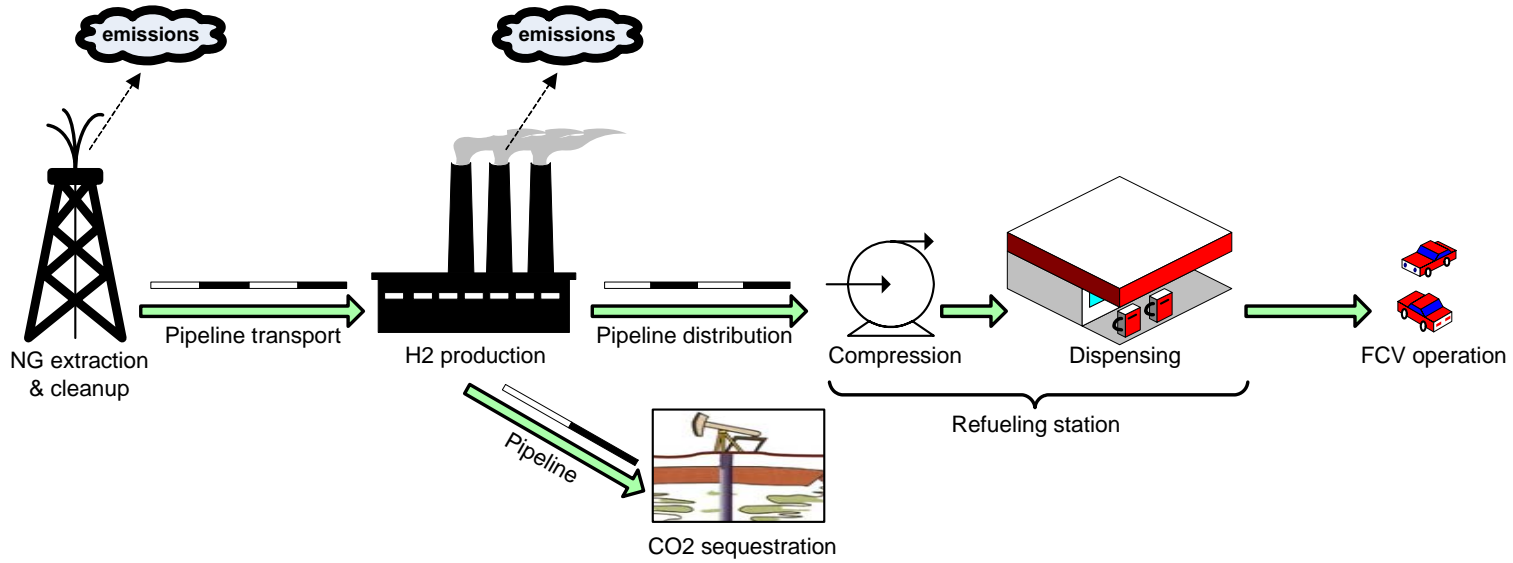 emissions
emissions
Pipeline transport
Pipeline distribution
NG extraction
& cleanup
H2 production
Compression
Dispensing
FCV operation
Refueling station
Pipeline
CO2 sequestration